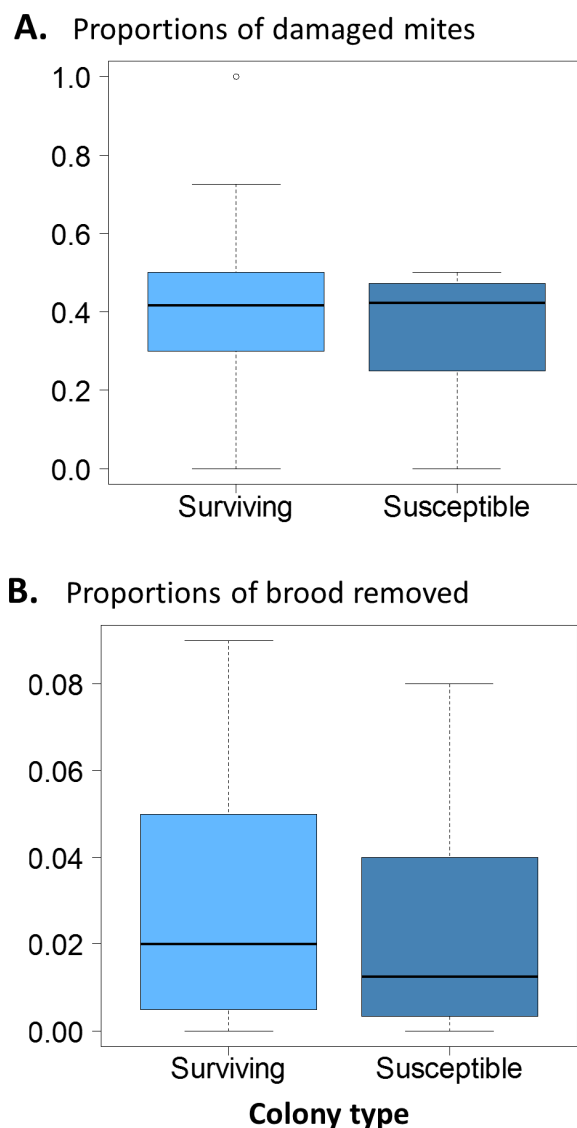 A. Proportions of damaged mites
1.0
0.8
0.6
0.4
0.2
0.0
Surviving Susceptible
B. Proportions of brood removed
0.08
0.06
0.04
0.02
0.00
Surviving Susceptible
Colony type